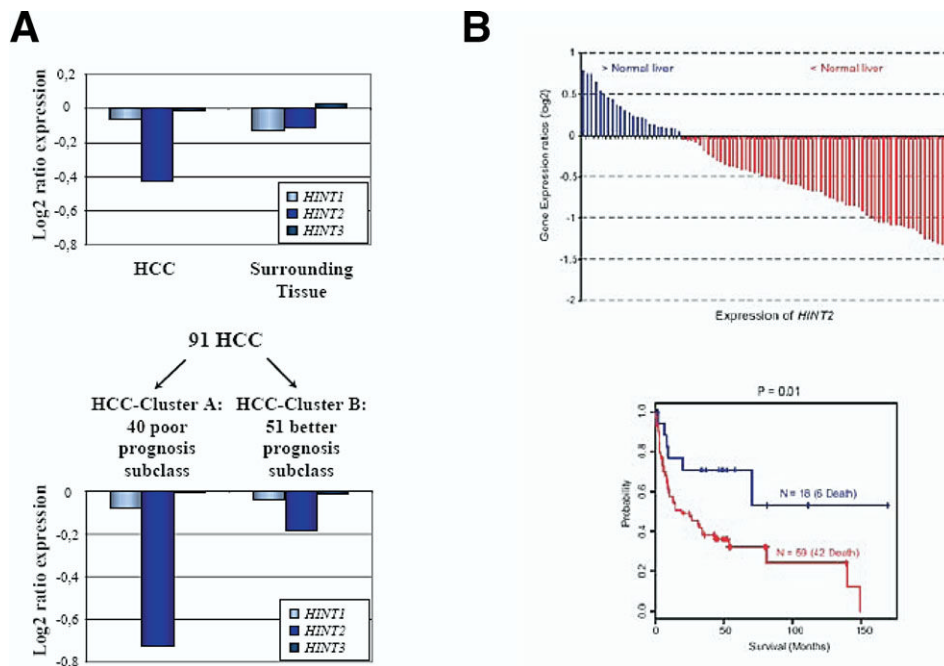 A
Log2 ratio expression
0,2
0
-0,2
-0,4
-0,6
-0,8
HINT1
HINT2
HINT3
HCC
Surrounding
Tissue
91 HCC
HCC-Cluster A:
40 poor
prognosis
subclass
HCC-Cluster B:
51 better
prognosis
subclass
Log2 ratio expression
0
-0,2
-0,4
-0,6
-0,8
HINT1
HINT2
HINT3
B
Gene Expression ratios (log2)
1
0.5
0
-0.5
-1
-1.5
-2
> Normal liver
< Normal liver
Expression of HINT2
P = 0.01
Probability
1.0
0.8
0.6
0.4
0.2
0.0
N = 18 (6 Death)
N = 59 (42 Death)
0
50
100
150
Survival (Months)